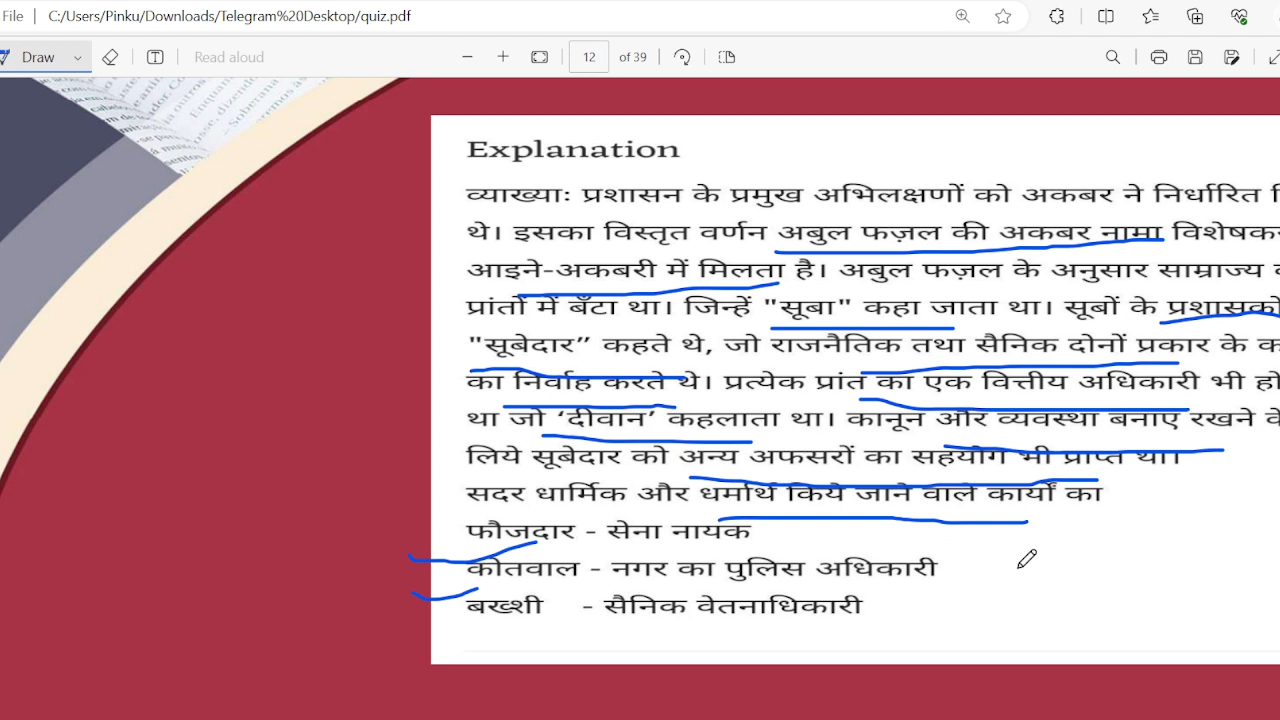 File C:/Users/Pinku/Downloads/Telegram%20Desktop/quiz.pdf
Draw Read aloud 12 of 39
Explanation
व्याख्याः प्रशासन के प्रमुख अभिलक्षणों को अकबर ने निर्धारित
थे। इसका विस्तृत वर्णन अबुल फज़ल की अकबर नामा विशेषकर
आइने-अकबरी में मिलता है। अबुल फज़ल के अनुसार साम्राज्य
प्रांतों में बँटा था। जिन्हें "सूबा" कहा जाता था। सूबों के प्रशासको
"सूबेदार” कहते थे, जो राजनैतिक तथा सैनिक दोनों प्रकार के
का निर्वाह करते थे। प्रत्येक प्रांत का एक वित्तीय अधिकारी भी हो
था जो ‘दीवान’ कहलाता था। कानून और व्यवस्था बनाए रखने के
लिये सूबेदार को अन्य अफसरों का सहयोग भी प्राप्त था।
सदर धार्मिक और धर्मार्थ किये जाने वाले कार्यों का
फौजदार - सेना नायक
कोतवाल - नगर का पुलिस अधिकारी
बख्शी - सैनिक वेतनाधिकारी